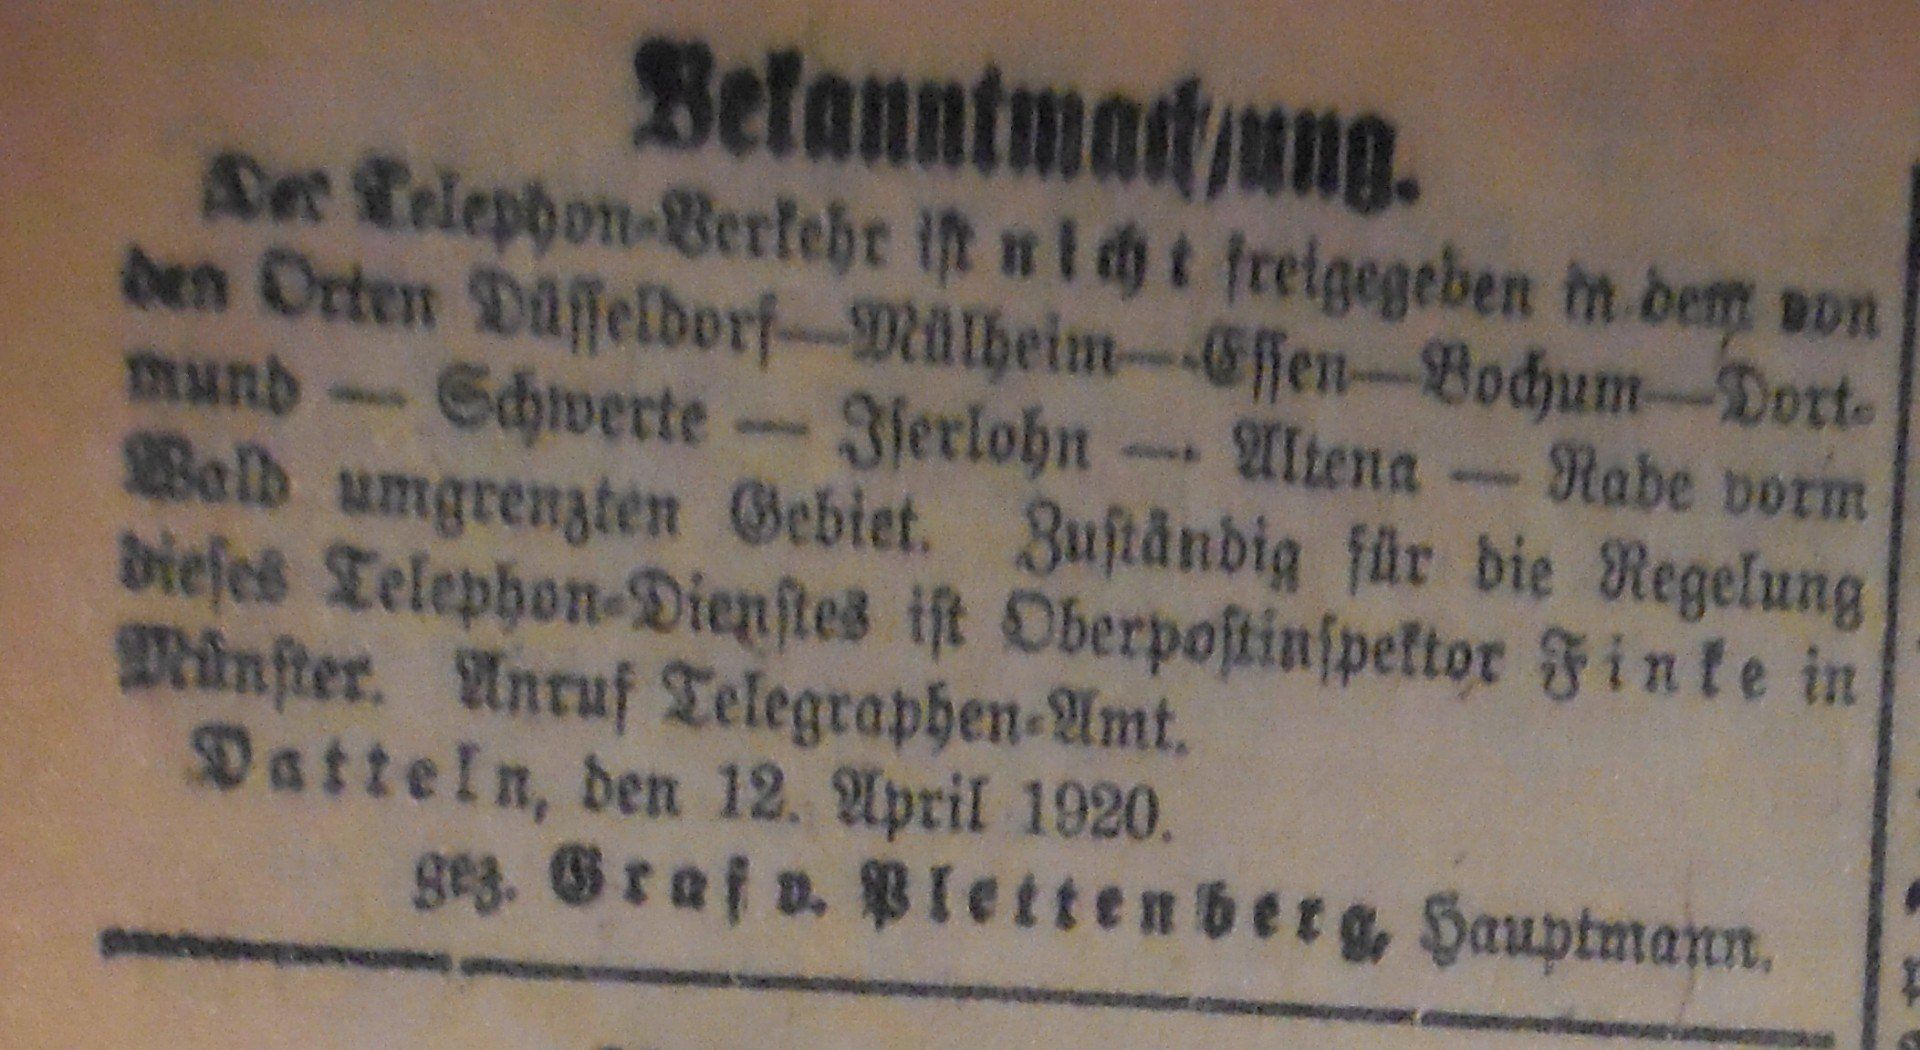 Bekanntmachung.
Der Telephon-Verkehr ist nicht freigegeben in dem von
den Orten Düsseldorf—Mülheim—Essen—Bochum—Dort-
mund — Schwerte — Iserlohn — Altena — Rade vorm
Wald umgrenzten Gebiet. Zuständig für die Regelung
dieses Telephon-Dienstes ist Oberpostinspektor Finke in
Münster. Anruf Telegraphen-Amt.
Datteln, den 12. April 1920.
gez. Graf v. Plettenberg, Hauptmann.